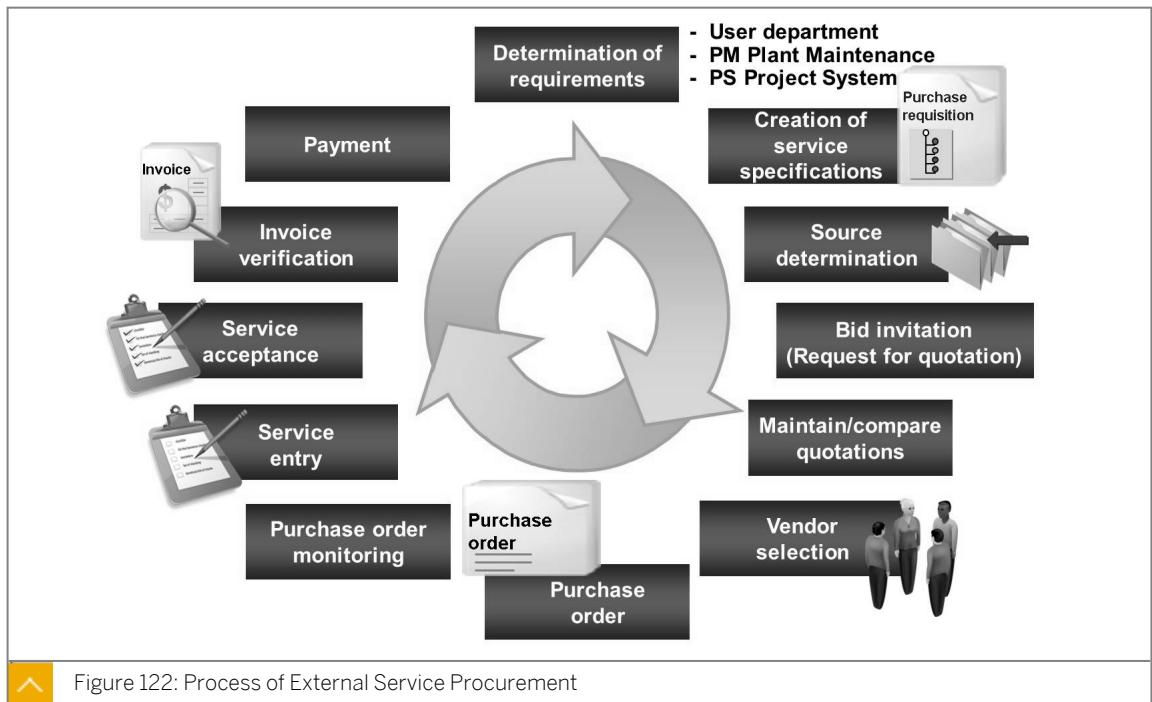 Determination of
requirements
- User department
- PM Plant Maintenance
- PS Project System
Creation of
service
specifications
Purchase
requisition
Source
determination
Bid invitation
(Request for quotation)
Maintain/compare
quotations
Vendor
selection
Purchase
order
Purchase
order
Purchase order
monitoring
Service
entry
Service
acceptance
Invoice
verification
Invoice
Payment
Figure 122: Process of External Service Procurement